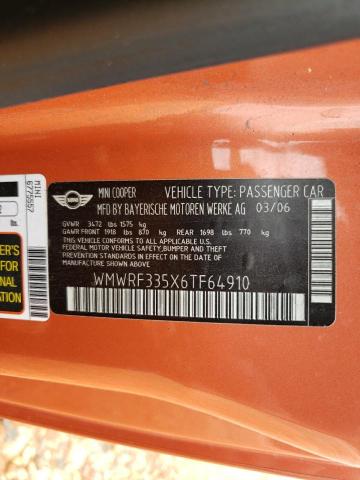 MINI COOPER VEHICLE TYPE: PASSENGER CAR
MFD BY BAYERISCHE MOTOREN WERKE AG 03/06
GVWR 3472 lbs 1575 kg
GAWR FRONT 1918 lbs 870 kg REAR 1698 lbs 770 kg
THIS VEHICLE CONFORMS TO ALL APPLICABLE
FEDERAL MOTOR VEHICLE SAFETY, BUMPER AND THEFT
PREVENTION STANDARDS IN EFFECT ON THE DATE
OF MANUFACTURE SHOWN ABOVE.
WMWRF335X6TF64910
MINI
6775557